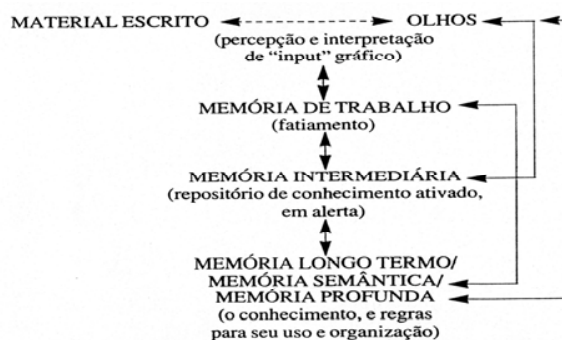 MATERIAL ESCRITO OLHOS
(percepção e interpretação
de “input” gráfico)
MEMÓRIA DE TRABALHO
(fatiamento)
MEMÓRIA INTERMEDIÁRIA
(repositório de conhecimento ativado,
em alerta)
MEMÓRIA LONGO TERMO/
MEMÓRIA SEMÂNTICA/
MEMÓRIA PROFUNDA
(o conhecimento, e regras
para seu uso e organização)